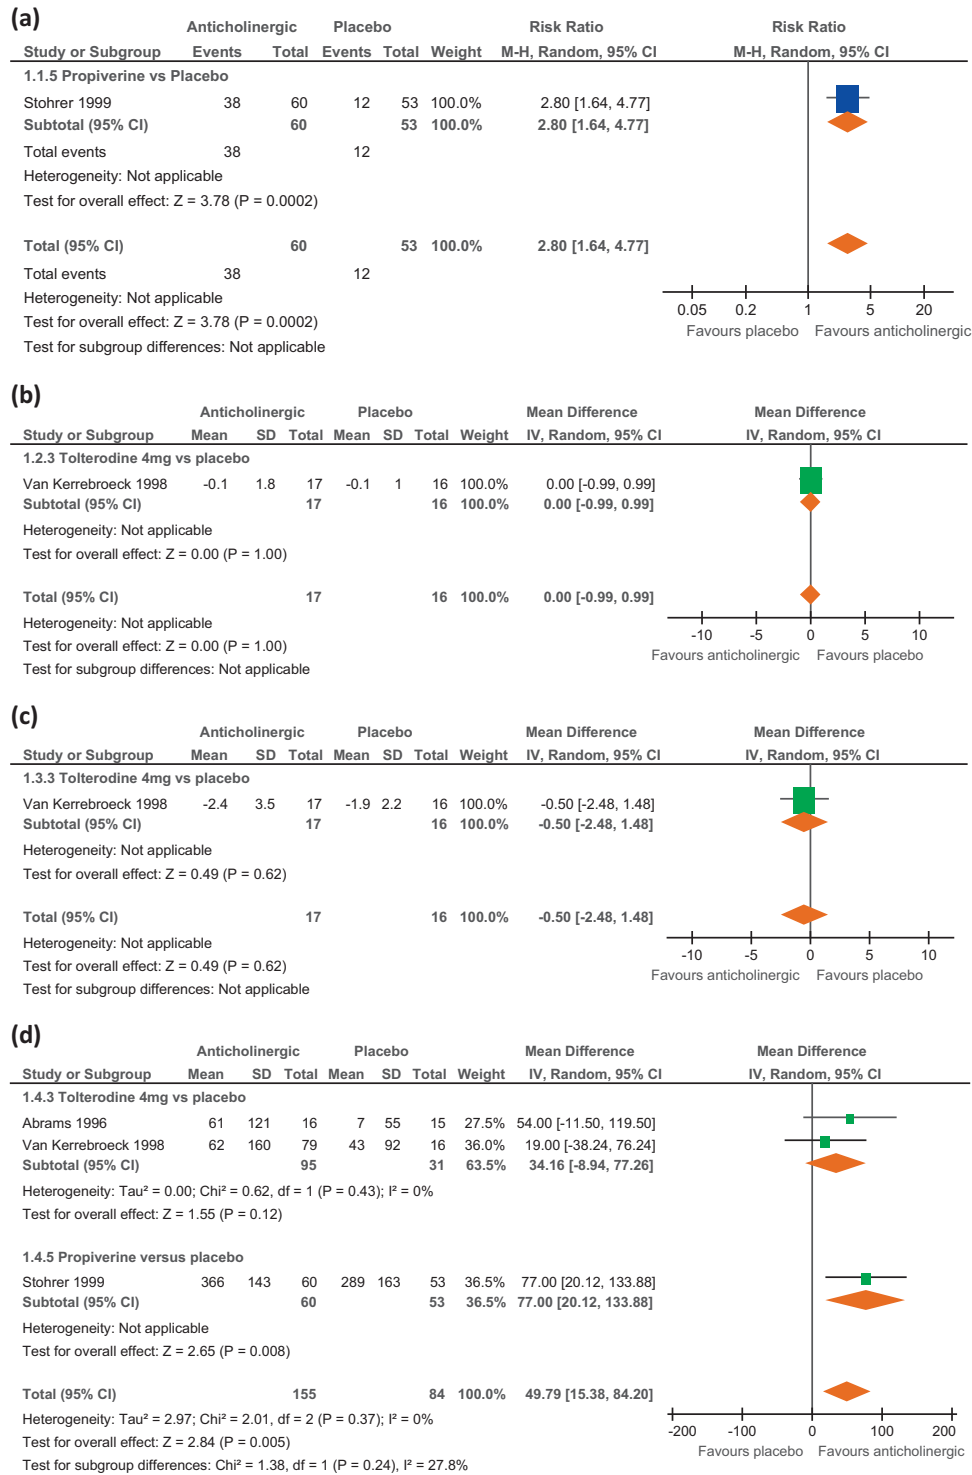 (a)
Anticholinergic Placebo Risk Ratio Risk Ratio
Study or Subgroup Events Total Events Total Weight M-H, Random, 95% CI M-H, Random, 95% CI
1.1.5 Propiverine vs Placebo
Stohrer 1999 38 60 12 53 100.0% 2.80 [1.64, 4.77]
Subtotal (95% CI) 60 53 100.0% 2.80 [1.64, 4.77]
Total events 38 12
Heterogeneity: Not applicable
Test for overall effect: Z = 3.78 (P = 0.0002)
Total (95% CI) 60 53 100.0% 2.80 [1.64, 4.77]
Total events 38 12
Heterogeneity: Not applicable
Test for overall effect: Z = 3.78 (P = 0.0002)
Test for subgroup differences: Not applicable
0.05 0.2 1 5 20
Favours placebo Favours anticholinergic
(b)
Anticholinergic Placebo Mean Difference Mean Difference
Study or Subgroup Mean SD Total Mean SD Total Weight IV, Random, 95% CI IV, Random, 95% CI
1.2.3 Tolterodine 4mg vs placebo
Van Kerrebroeck 1998 -0.1 1.8 17 -0.1 1 16 100.0% 0.00 [-0.99, 0.99]
Subtotal (95% CI) 17 16 100.0% 0.00 [-0.99, 0.99]
Heterogeneity: Not applicable
Test for overall effect: Z = 0.00 (P = 1.00)
Total (95% CI) 17 16 100.0% 0.00 [-0.99, 0.99]
Heterogeneity: Not applicable
Test for overall effect: Z = 0.00 (P = 1.00)
Test for subgroup differences: Not applicable
-10 -5 0 5 10
Favours anticholinergic Favours placebo
(c)
Anticholinergic Placebo Mean Difference Mean Difference
Study or Subgroup Mean SD Total Mean SD Total Weight IV, Random, 95% CI IV, Random, 95% CI
1.3.3 Tolterodine 4mg vs placebo
Van Kerrebroeck 1998 -2.4 3.5 17 -1.9 2.2 16 100.0% -0.50 [-2.48, 1.48]
Subtotal (95% CI) 17 16 100.0% -0.50 [-2.48, 1.48]
Heterogeneity: Not applicable
Test for overall effect: Z = 0.49 (P = 0.62)
Total (95% CI) 17 16 100.0% -0.50 [-2.48, 1.48]
Heterogeneity: Not applicable
Test for overall effect: Z = 0.49 (P = 0.62)
Test for subgroup differences: Not applicable
-10 -5 0 5 10
Favours anticholinergic Favours placebo
(d)
Anticholinergic Placebo Mean Difference Mean Difference
Study or Subgroup Mean SD Total Mean SD Total Weight IV, Random, 95% CI IV, Random, 95% CI
1.4.3 Tolterodine 4mg vs placebo
Abrams 1996 61 121 16 7 55 15 27.5% 54.00 [-11.50, 119.50]
Van Kerrebroeck 1998 62 160 79 43 92 16 36.0% 19.00 [-38.24, 76.24]
Subtotal (95% CI) 95 31 63.5% 34.16 [-8.94, 77.26]
Heterogeneity: Tau² = 0.00; Chi² = 0.62, df = 1 (P = 0.43); I² = 0%
Test for overall effect: Z = 1.55 (P = 0.12)
1.4.5 Propiverine versus placebo
Stohrer 1999 366 143 60 289 163 53 36.5% 77.00 [20.12, 133.88]
Subtotal (95% CI) 60 53 36.5% 77.00 [20.12, 133.88]
Heterogeneity: Not applicable
Test for overall effect: Z = 2.65 (P = 0.008)
Total (95% CI) 155 84 100.0% 49.79 [15.38, 84.20]
Heterogeneity: Tau² = 2.97; Chi² = 2.01, df = 2 (P = 0.37); I² = 0%
Test for overall effect: Z = 2.84 (P = 0.005)
Test for subgroup differences: Chi² = 1.38, df = 1 (P = 0.24), I² = 27.8%
-200 -100 0 100 200
Favours placebo Favours anticholinergic